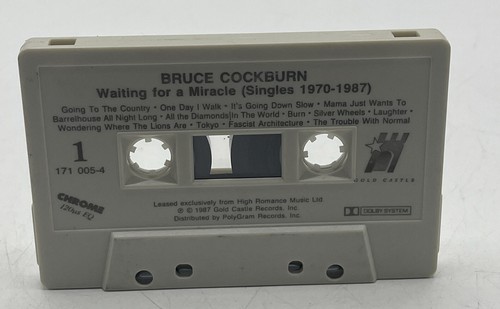 BRUCE COCKBURN
Waiting for a Miracle (Singles 1970-1987)
Going To The Country • One Day I Walk • It's Going Down Slow • Mama Just Wants To
Barrelhouse All Night Long • All the Diamonds/In The World • Burn • Silver Wheels • Laughter •
Wondering Where The Lions Are • Tokyo • Fascist Architecture • The Trouble With Normal
1
171 005-4
GOLD CASTLE
CHROME
120us EQ
Leased exclusively from High Romance Music Ltd.
℗ © 1987 Gold Castle Records, Inc.
Distributed by PolyGram Records, Inc.
DOLBY SYSTEM